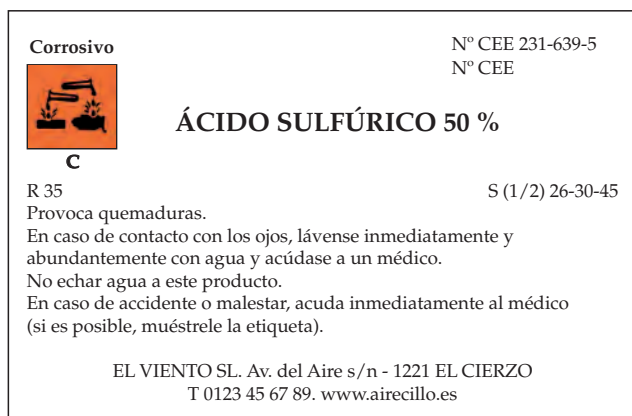 Corrosivo
Nº CEE 231-639-5
Nº CEE
ÁCIDO SULFÚRICO 50 %
C
R 35
S (1/2) 26-30-45
Provoca quemaduras.
En caso de contacto con los ojos, lávense inmediatamente y
abundantemente con agua y acúdase a un médico.
No echar agua a este producto.
En caso de accidente o malestar, acuda inmediatamente al médico
(si es posible, muéstrele la etiqueta).
EL VIENTO SL. Av. del Aire s/n - 1221 EL CIERZO
T 0123 45 67 89. www.airecillo.es